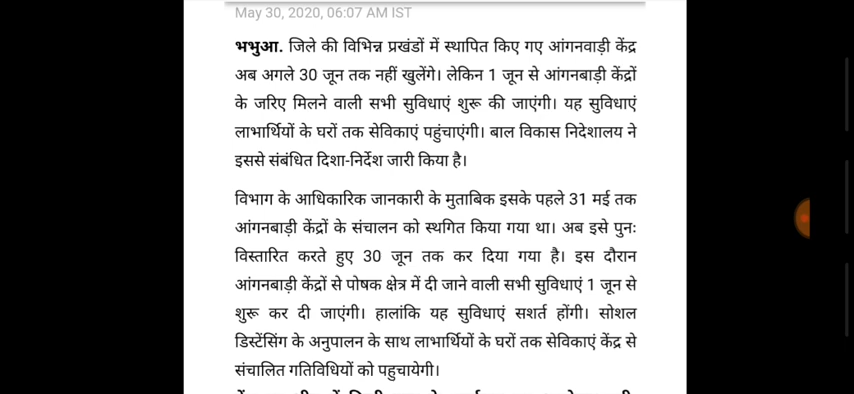 May 30, 2020, 06:07 AM IST
भभुआ. जिले की विभिन्न प्रखंडों में स्थापित किए गए आंगनवाड़ी केंद्र
अब अगले 30 जून तक नहीं खुलेंगे। लेकिन 1 जून से आंगनबाड़ी केंद्रों
के जरिए मिलने वाली सभी सुविधाएं शुरू की जाएंगी। यह सुविधाएं
लाभार्थियों के घरों तक सेविकाएं पहुंचाएंगी। बाल विकास निदेशालय ने
इससे संबंधित दिशा-निर्देश जारी किया है।
विभाग के आधिकारिक जानकारी के मुताबिक इसके पहले 31 मई तक
आंगनबाड़ी केंद्रों के संचालन को स्थगित किया गया था। अब इसे पुनः
विस्तारित करते हुए 30 जून तक कर दिया गया है। इस दौरान
आंगनबाड़ी केंद्रों से पोषक क्षेत्र में दी जाने वाली सभी सुविधाएं 1 जून से
शुरू कर दी जाएंगी। हालांकि यह सुविधाएं सशर्त होंगी। सोशल
डिस्टेंसिंग के अनुपालन के साथ लाभार्थियों के घरों तक सेविकाएं केंद्र से
संचालित गतिविधियों को पहुचायेगी।